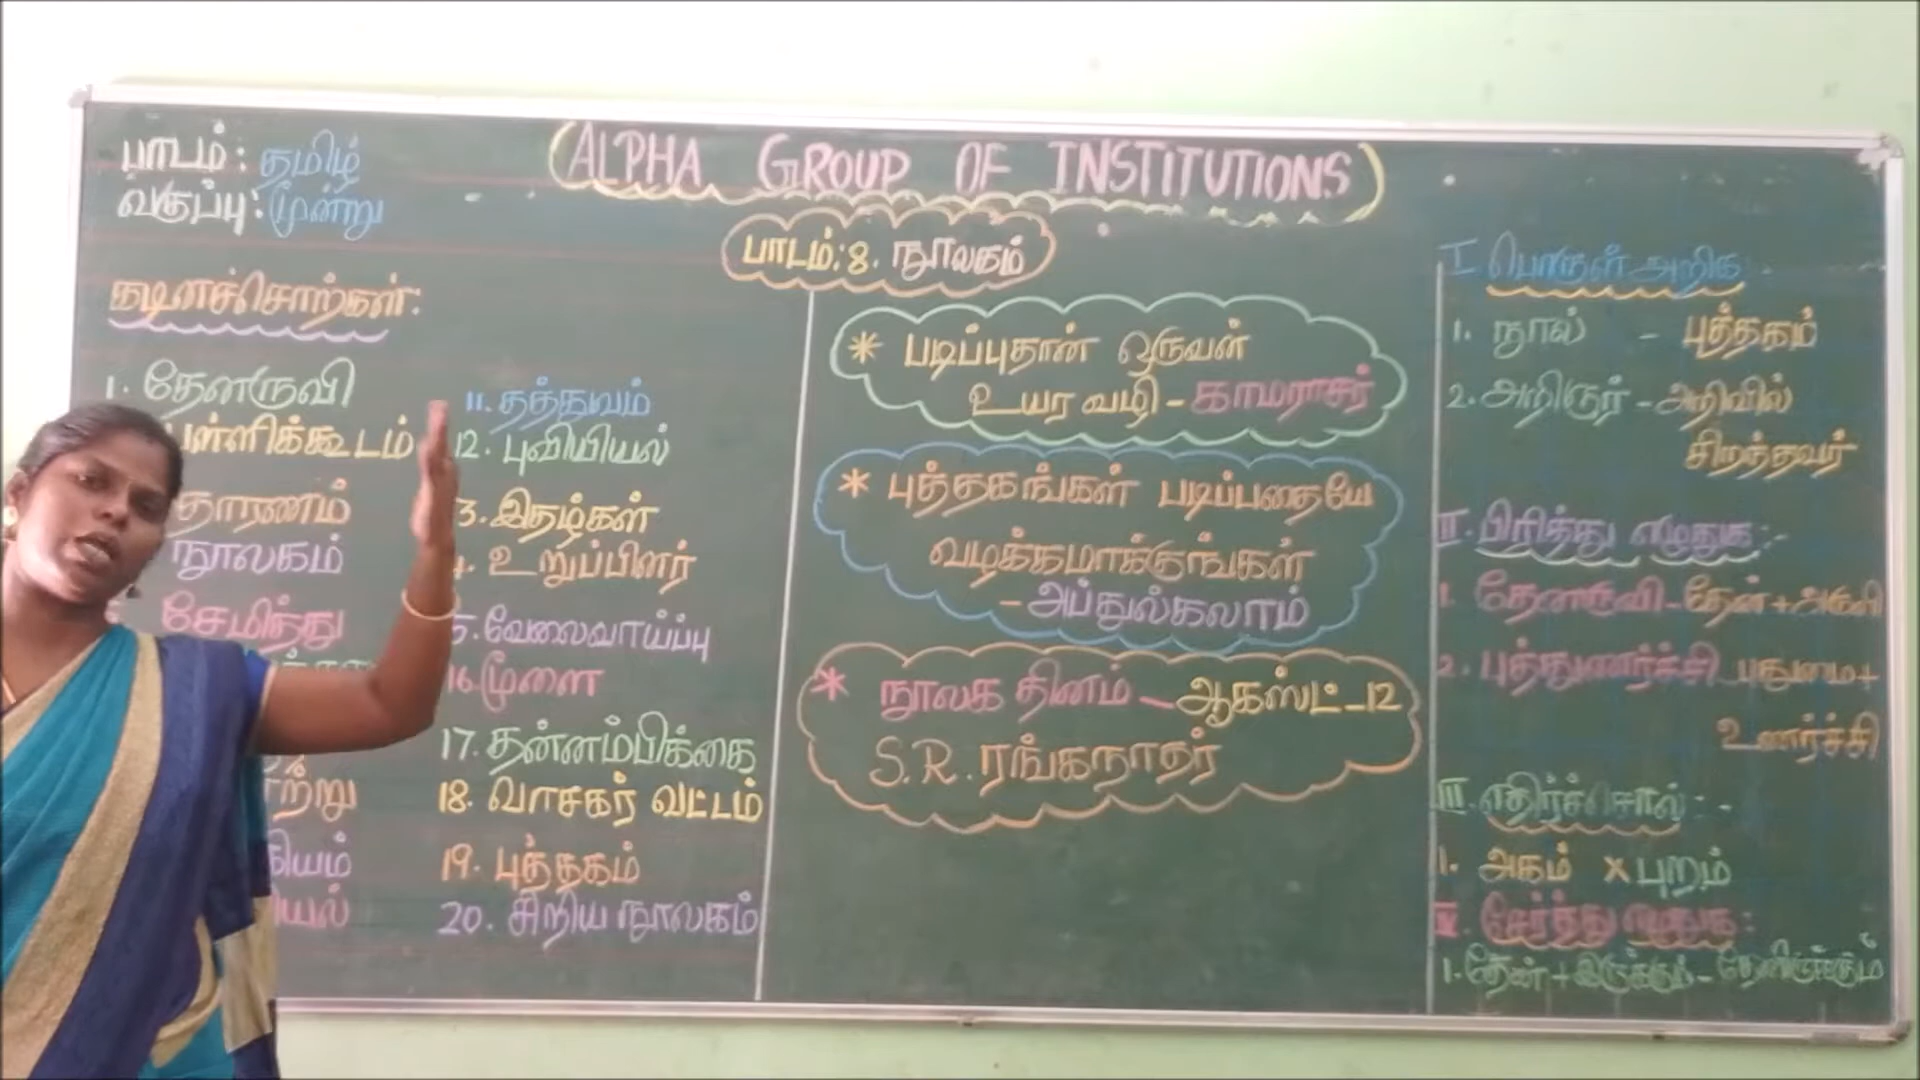 பாடம்: தமிழ்
வகுப்பு: மூன்று
ALPHA GROUP OF INSTITUTIONS
பாடம்: 8. நூலகம்
கடினச்சொற்கள்:
1. தேனருவி
பள்ளிக்கூடம்
நூலகம்
சேமித்து
11. தத்துவம்
12. புவியியல்
3. இதழ்கள்
உறுப்பினர்
5. வேலைவாய்ப்பு
16. மூளை
17. தன்னம்பிக்கை
18. வாசகர் வட்டம்
19. புத்தகம்
20. சிறிய நூலகம்
* படிப்புதான் ஒருவன்
உயர வழி - காமராசர்
* புத்தகங்கள் படிப்பதையே
வழக்கமாக்குங்கள்
- அப்துல்கலாம்
* நூலக தினம் - ஆகஸ்ட் - 12
S.R. ரங்கநாதர்
I. பொருள் அறிக :-
1. நூல் - புத்தகம்
2. அறிஞர் - அறிவில்
சிறந்தவர்
II. பிரித்து எழுதுக :-
1. தேனருவி - தேன் + அருவி
2. புத்துணர்ச்சி புதுமை +
உணர்ச்சி
III. எதிர்ச்சொல் : -
1. அகம் x புறம்
IV. சேர்த்து எழுதுக :
1. தேன் + இருக்கும் - தேனிருக்கும்